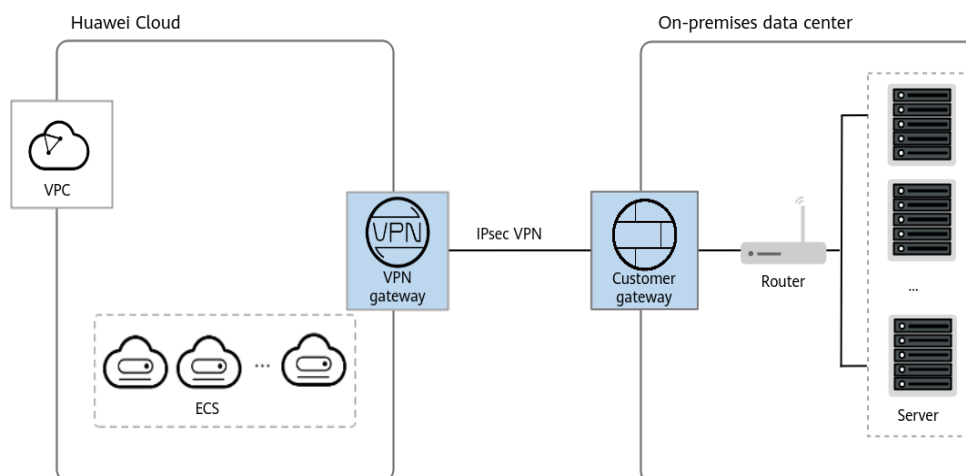 Huawei Cloud
On-premises data center
VPC
VPN
VPN
gateway
IPsec VPN
Customer
gateway
Router
...
...
ECS
Server